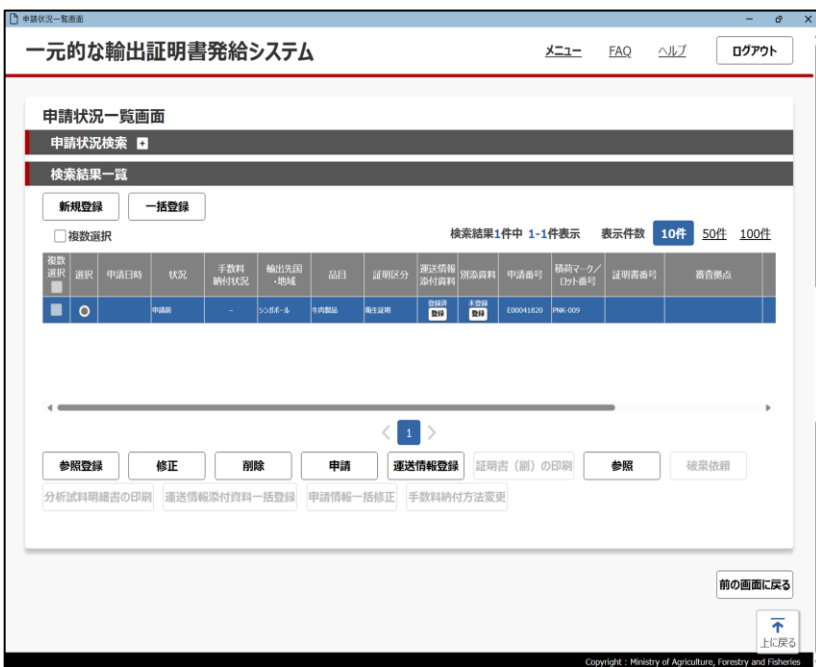 申請状況一覧画面
一元的な輸出証明書発給システム
メニュー FAQ ヘルプ ログアウト
申請状況一覧画面
申請状況検索 +
検索結果一覧
新規登録 一括登録
複数選択 検索結果1件中 1-1件表示 表示件数 10件 50件 100件
複数選択 選択 申請日時 状況 手数料納付状況 輸出先国・地域 品目 証明区分 運送情報添付資料 別添資料 申請番号 積荷マーク/ロット番号 証明書番号 審査拠点
申請前 － シンガポール 牛肉製品 衛生証明 登録済 登録 未登録 登録 E00041820 PNK-009
< 1 >
参照登録 修正 削除 申請 運送情報登録 証明書（副）の印刷 参照 破棄依頼
分析試料明細書の印刷 運送情報添付資料一括登録 申請情報一括修正 手数料納付方法変更
前の画面に戻る
上に戻る
Copyright : Ministry of Agriculture, Forestry and Fisheries